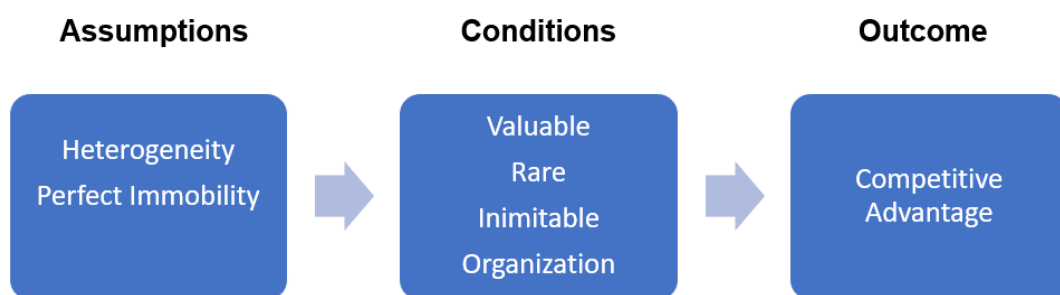 Assumptions
Conditions
Outcome
Heterogeneity
Perfect Immobility
Valuable
Rare
Inimitable
Organization
Competitive
Advantage